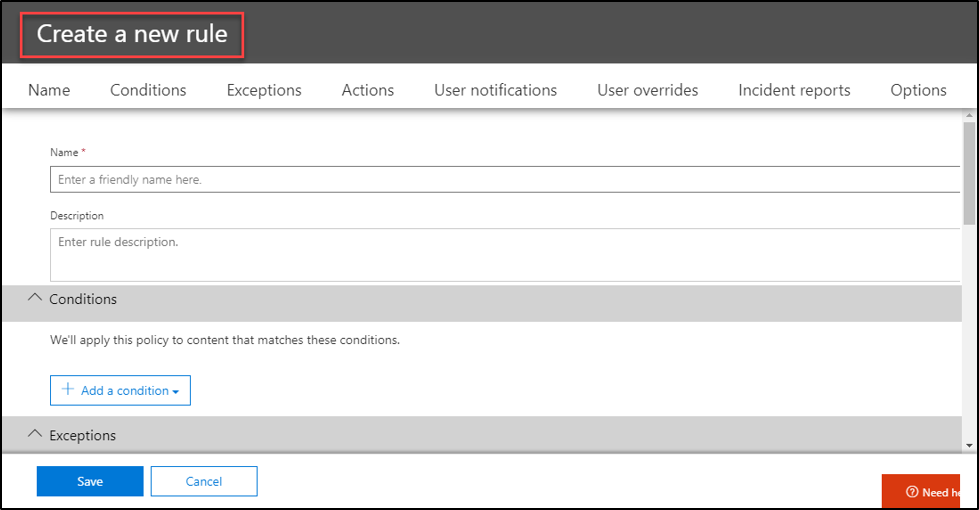 Create a new rule
Name Conditions Exceptions Actions User notifications User overrides Incident reports Options
Name *
Enter a friendly name here.
Description
Enter rule description.
Conditions
We'll apply this policy to content that matches these conditions.
Add a condition
Exceptions
Save Cancel
Need